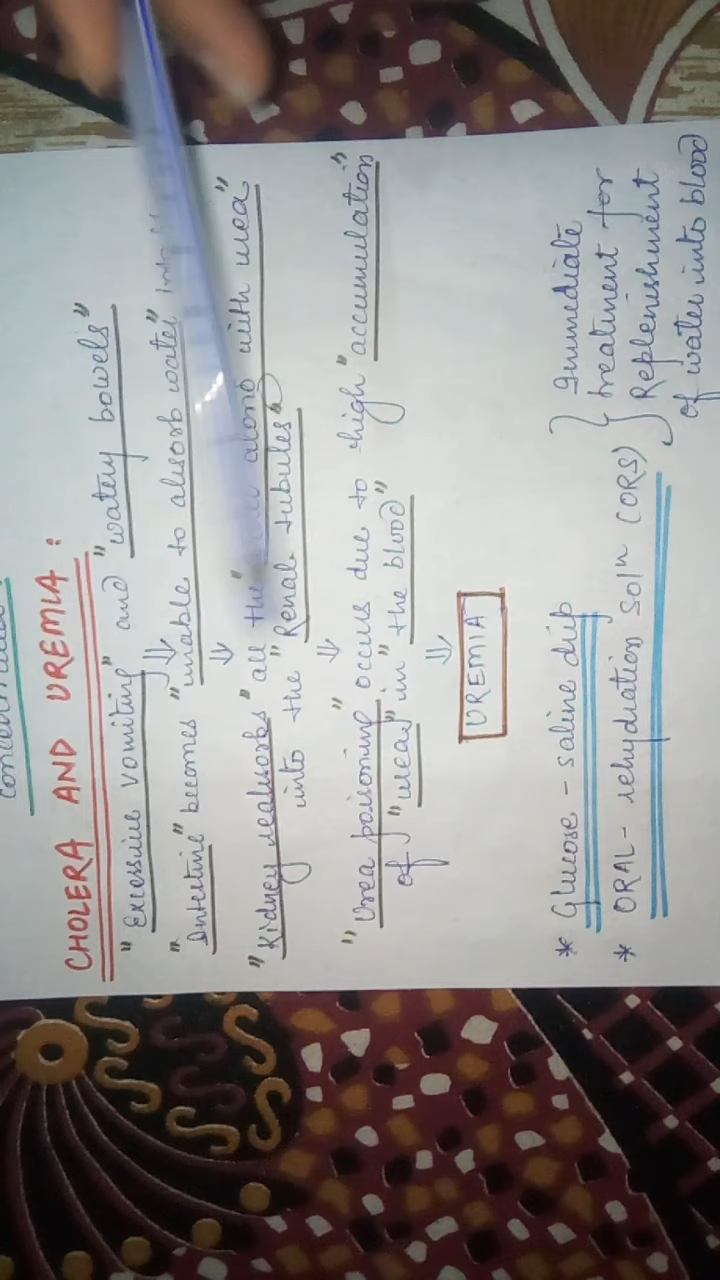 CHOLERA AND UREMIA :
"Excessive vomiting" and "watery bowels"
⇓
"Intestine" becomes "unable to absorb water"
⇓
"Kidney reabsorbs" all the " along with urea"
into the "Renal tubules"
⇓
"Urea poisoning" occurs due to high "accumulation"
of "urea" in "the blood"
⇓
UREMIA
* Glucose - saline drip } Immediate
* ORAL - rehydration Solⁿ (ORS) } treatment for
Replenishment
of water into blood